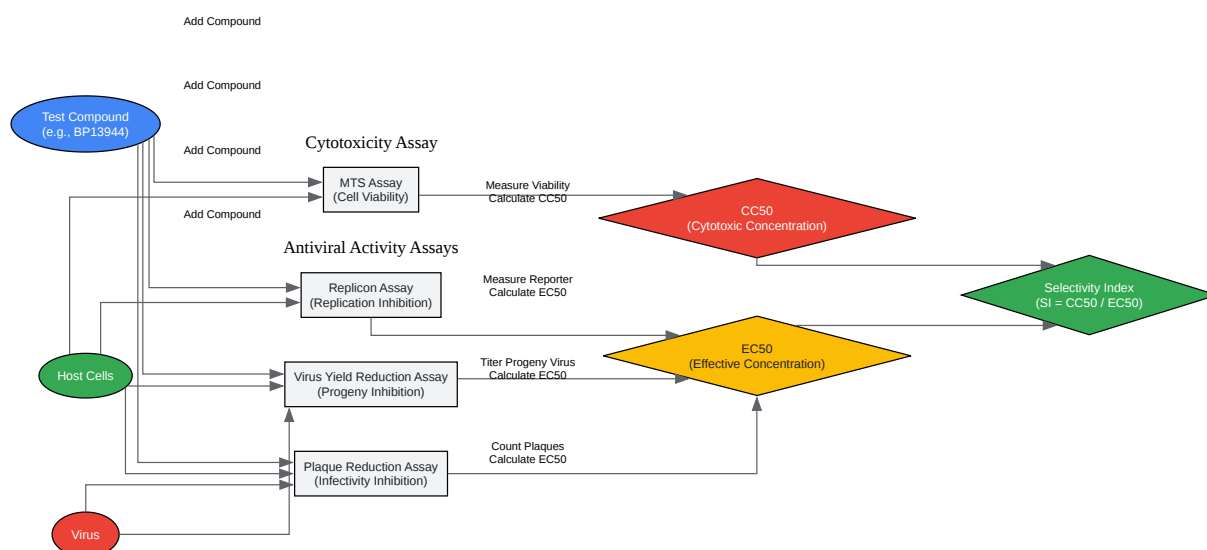 Add Compound
Add Compound
Test Compound
(e.g., BP13944)
Cytotoxicity Assay
Add Compound
MTS Assay
(Cell Viability)
Measure Viability
Calculate CC50
CC50
(Cytotoxic Concentration)
Add Compound
Antiviral Activity Assays
Replicon Assay
(Replication Inhibition)
Measure Reporter
Calculate EC50
Selectivity Index
(SI = CC50 / EC50)
EC50
(Effective Concentration)
Host Cells
Virus Yield Reduction Assay
(Progeny Inhibition)
Titer Progeny Virus
Calculate EC50
Plaque Reduction Assay
(Infectivity Inhibition)
Count Plaques
Calculate EC50
Virus